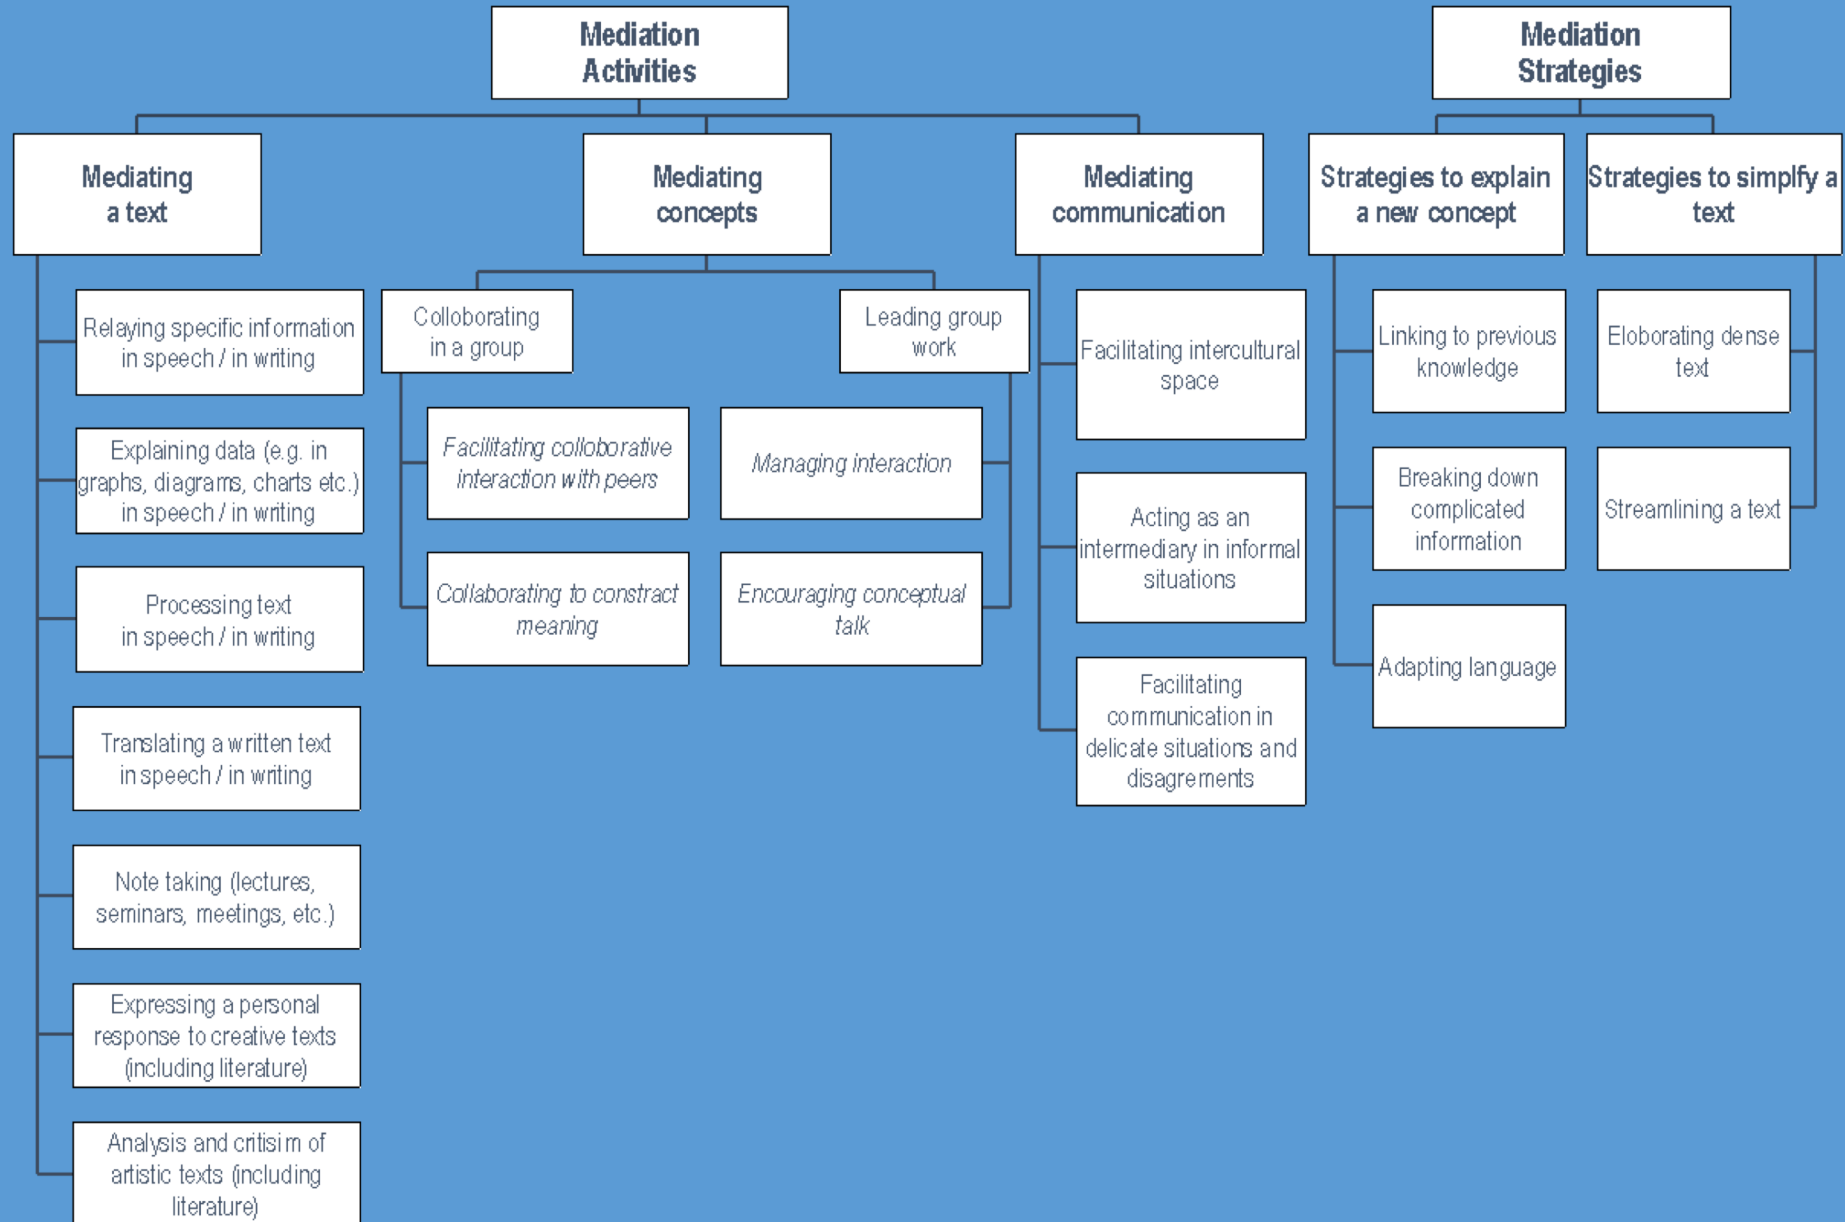 Mediation
Activities
Mediation
Strategies
Mediating
a text
Mediating
concepts
Mediating
communication
Strategies to explain
a new concept
Strategies to simplfy a
text
Relaying specific information
in speech / in writing
Explaining data (e.g. in
graphs, diagrams, charts etc.)
in speech / in writing
Processing text
in speech / in writing
Translating a written text
in speech / in writing
Note taking (lectures,
seminars, meetings, etc.)
Expressing a personal
response to creative texts
(including literature)
Analysis and critisim of
artistic texts (including
literature)
Colloborating
in a group
Facilitating colloborative
interaction with peers
Collaborating to constract
meaning
Leading group
work
Managing interaction
Encouraging conceptual
talk
Facilitating intercultural
space
Acting as an
intermediary in informal
situations
Facilitating
communication in
delicate situations and
disagrements
Linking to previous
knowledge
Breaking down
complicated
information
Adapting language
Eloborating dense
text
Streamlining a text